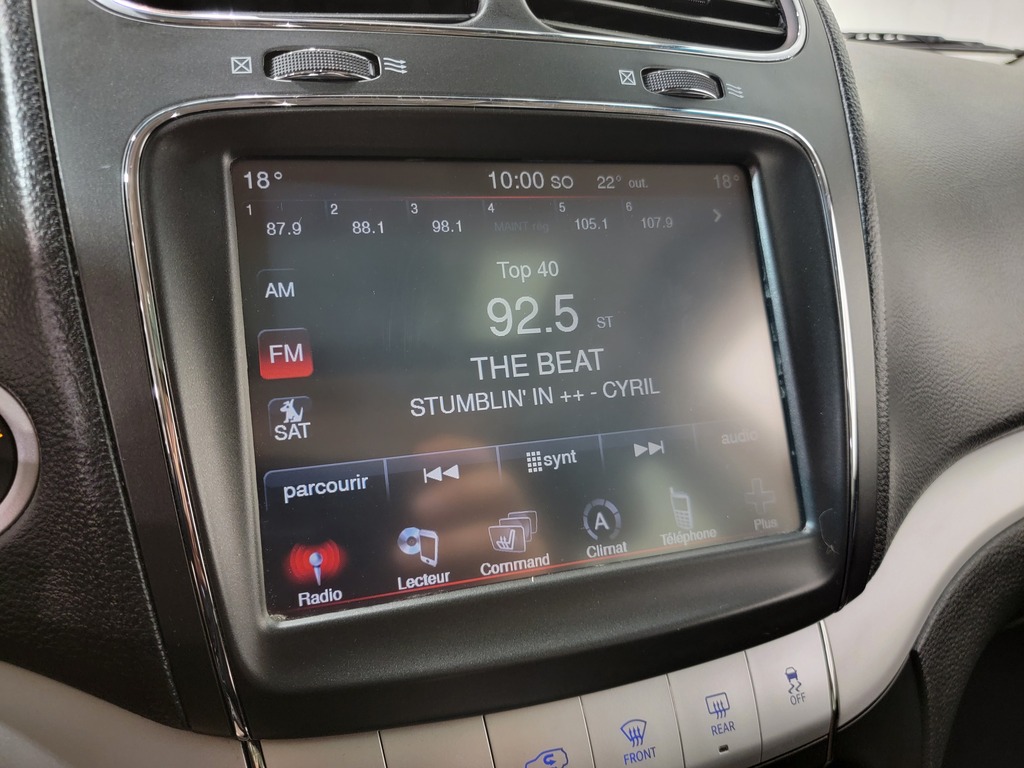 18° 10:00 SO 22° out. 18°
1 2 3 4 5 6
87.9 88.1 98.1 MAINT rég 105.1 107.9
Top 40
AM
92.5 ST
FM
THE BEAT
STUMBLIN' IN ++ - CYRIL
SAT
parcourir synt audio
Radio Lecteur Command Climat Téléphone Plus
FRONT REAR OFF